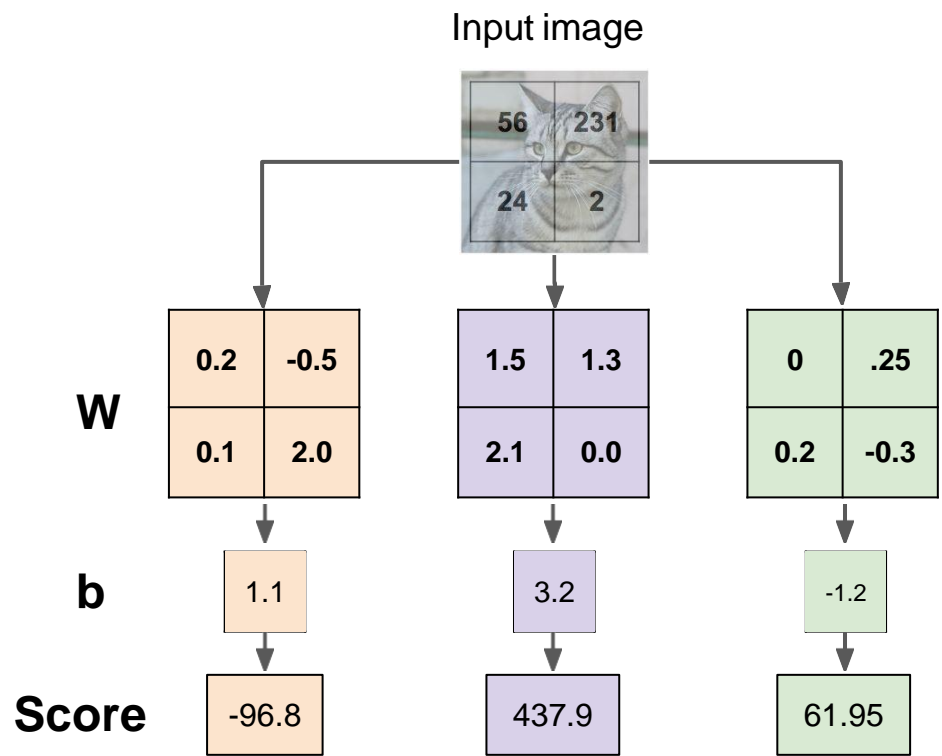 Input image
56 231
24 2
W
0.2 -0.5 1.5 1.3 0 .25
0.1 2.0 2.1 0.0 0.2 -0.3
b 1.1 3.2 -1.2
Score -96.8 437.9 61.95